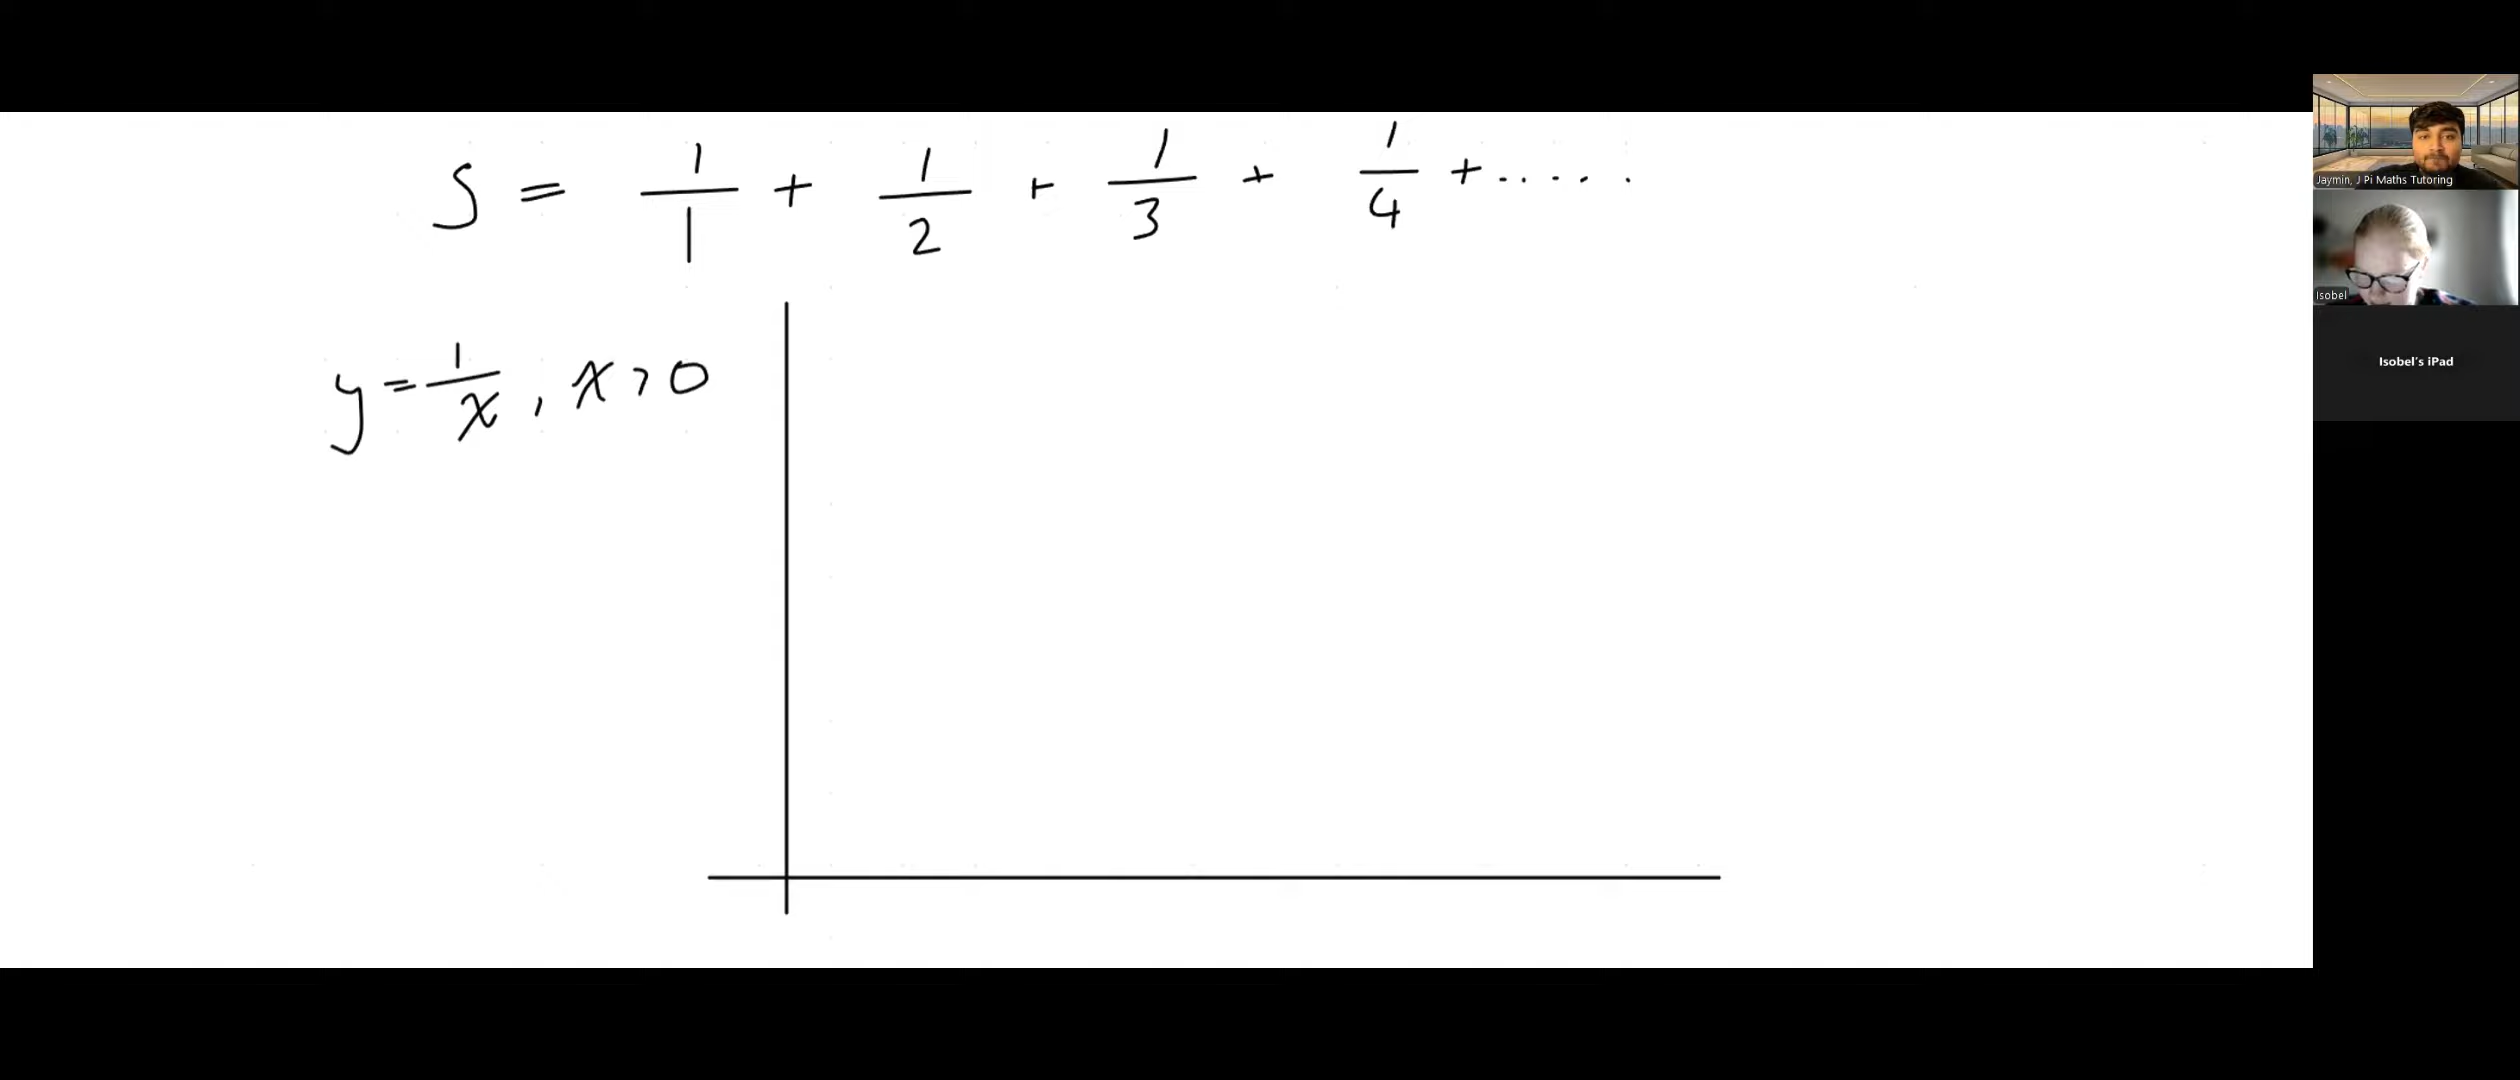 S = 1/1 + 1/2 + 1/3 + 1/4 + .....
y = 1/x , x > 0
Jaymin, J Pi Maths Tutoring
Isobel
Isobel's iPad